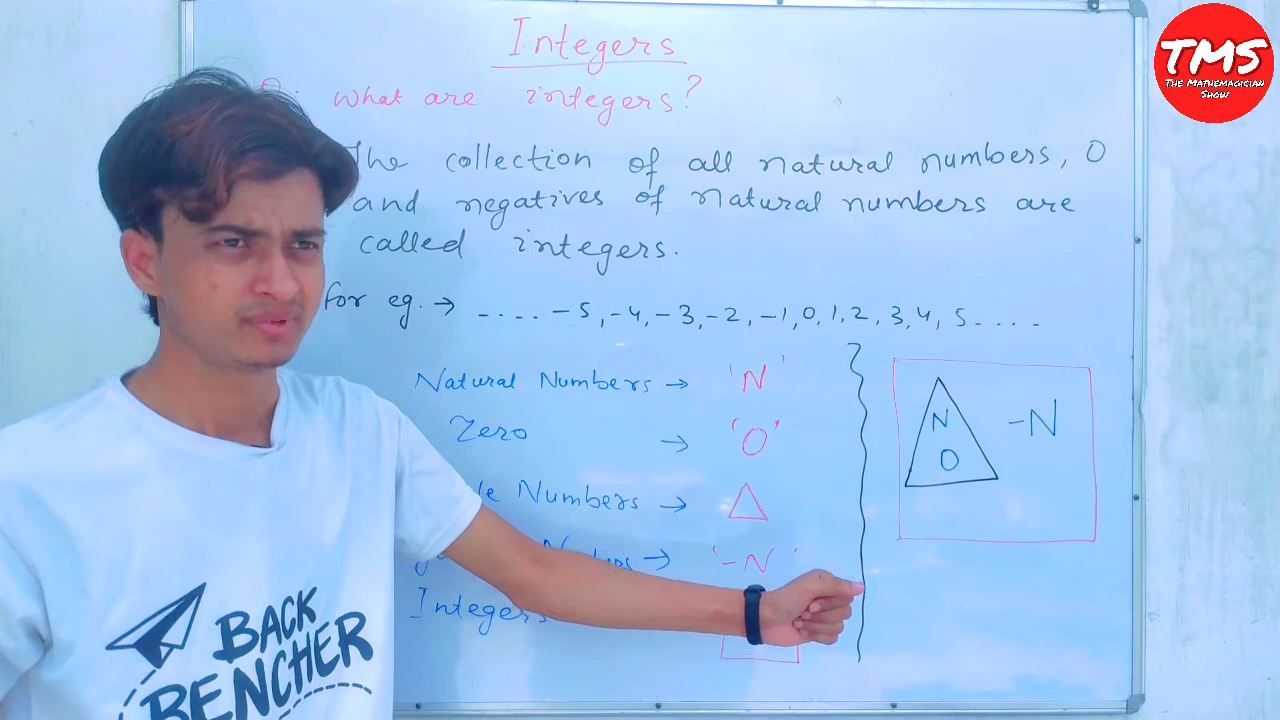 Integers
What are integers?
The collection of all natural numbers, 0
and negatives of natural numbers are
called integers.
for eg. → ..... -5, -4, -3, -2, -1, 0, 1, 2, 3, 4, 5.....
Natural Numbers → 'N'
Zero → '0'
Numbers → △
→ '-N'
Integers
N
0
-N
BACK
BENCHER
TMS
THE MATHEMAGICIAN
SHOW